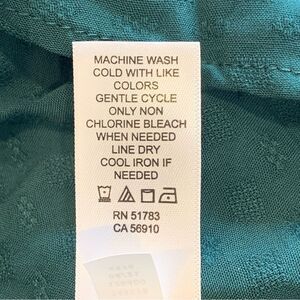 MACHINE WASH
COLD WITH LIKE
COLORS
GENTLE CYCLE
ONLY NON
CHLORINE BLEACH
WHEN NEEDED
LINE DRY
COOL IRON IF
NEEDED
RN 51783
CA 56910